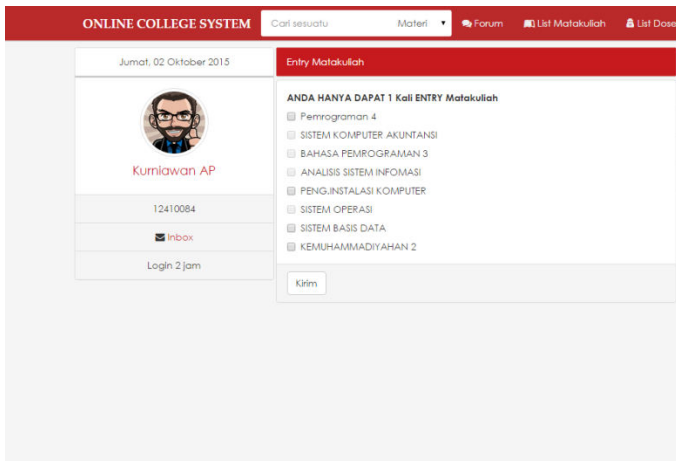 ONLINE COLLEGE SYSTEM Cari sesuatu Materi Forum List Matakuliah List Dose
Jumat, 02 Oktober 2015
Kurniawan AP
12410084
Inbox
Login 2 jam
Entry Matakuliah
ANDA HANYA DAPAT 1 Kali ENTRY Matakuliah
Pemrograman 4
SISTEM KOMPUTER AKUNTANSI
BAHASA PEMROGRAMAN 3
ANALISIS SISTEM INFOMASI
PENG.INSTALASI KOMPUTER
SISTEM OPERASI
SISTEM BASIS DATA
KEMUHAMMADIYAHAN 2
Kirim